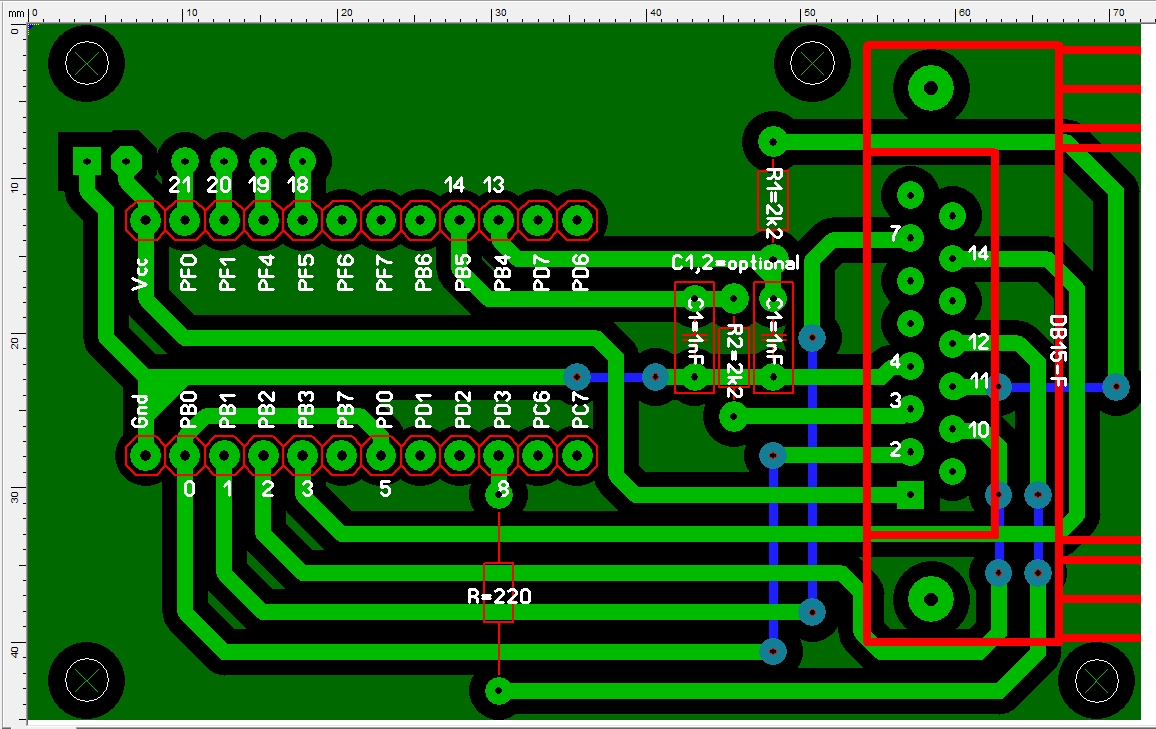 mm 0 10 20 30 40 50 60 70
0
10
20
30
40
21 20 19 18 14 13
Vcc PF0 PF1 PF4 PF5 PF6 PF7 PB6 PB5 PB4 PD7 PD6
R1=2k2
C1,2=optional
C1=1nF R2=2k2 C1=1nF
7
14
12
4
11
3
10
2
DB15-F
Gnd PB0 PB1 PB2 PB3 PB7 PD0 PD1 PD2 PD3 PC6 PC7
0 1 2 3 5 8
R=220